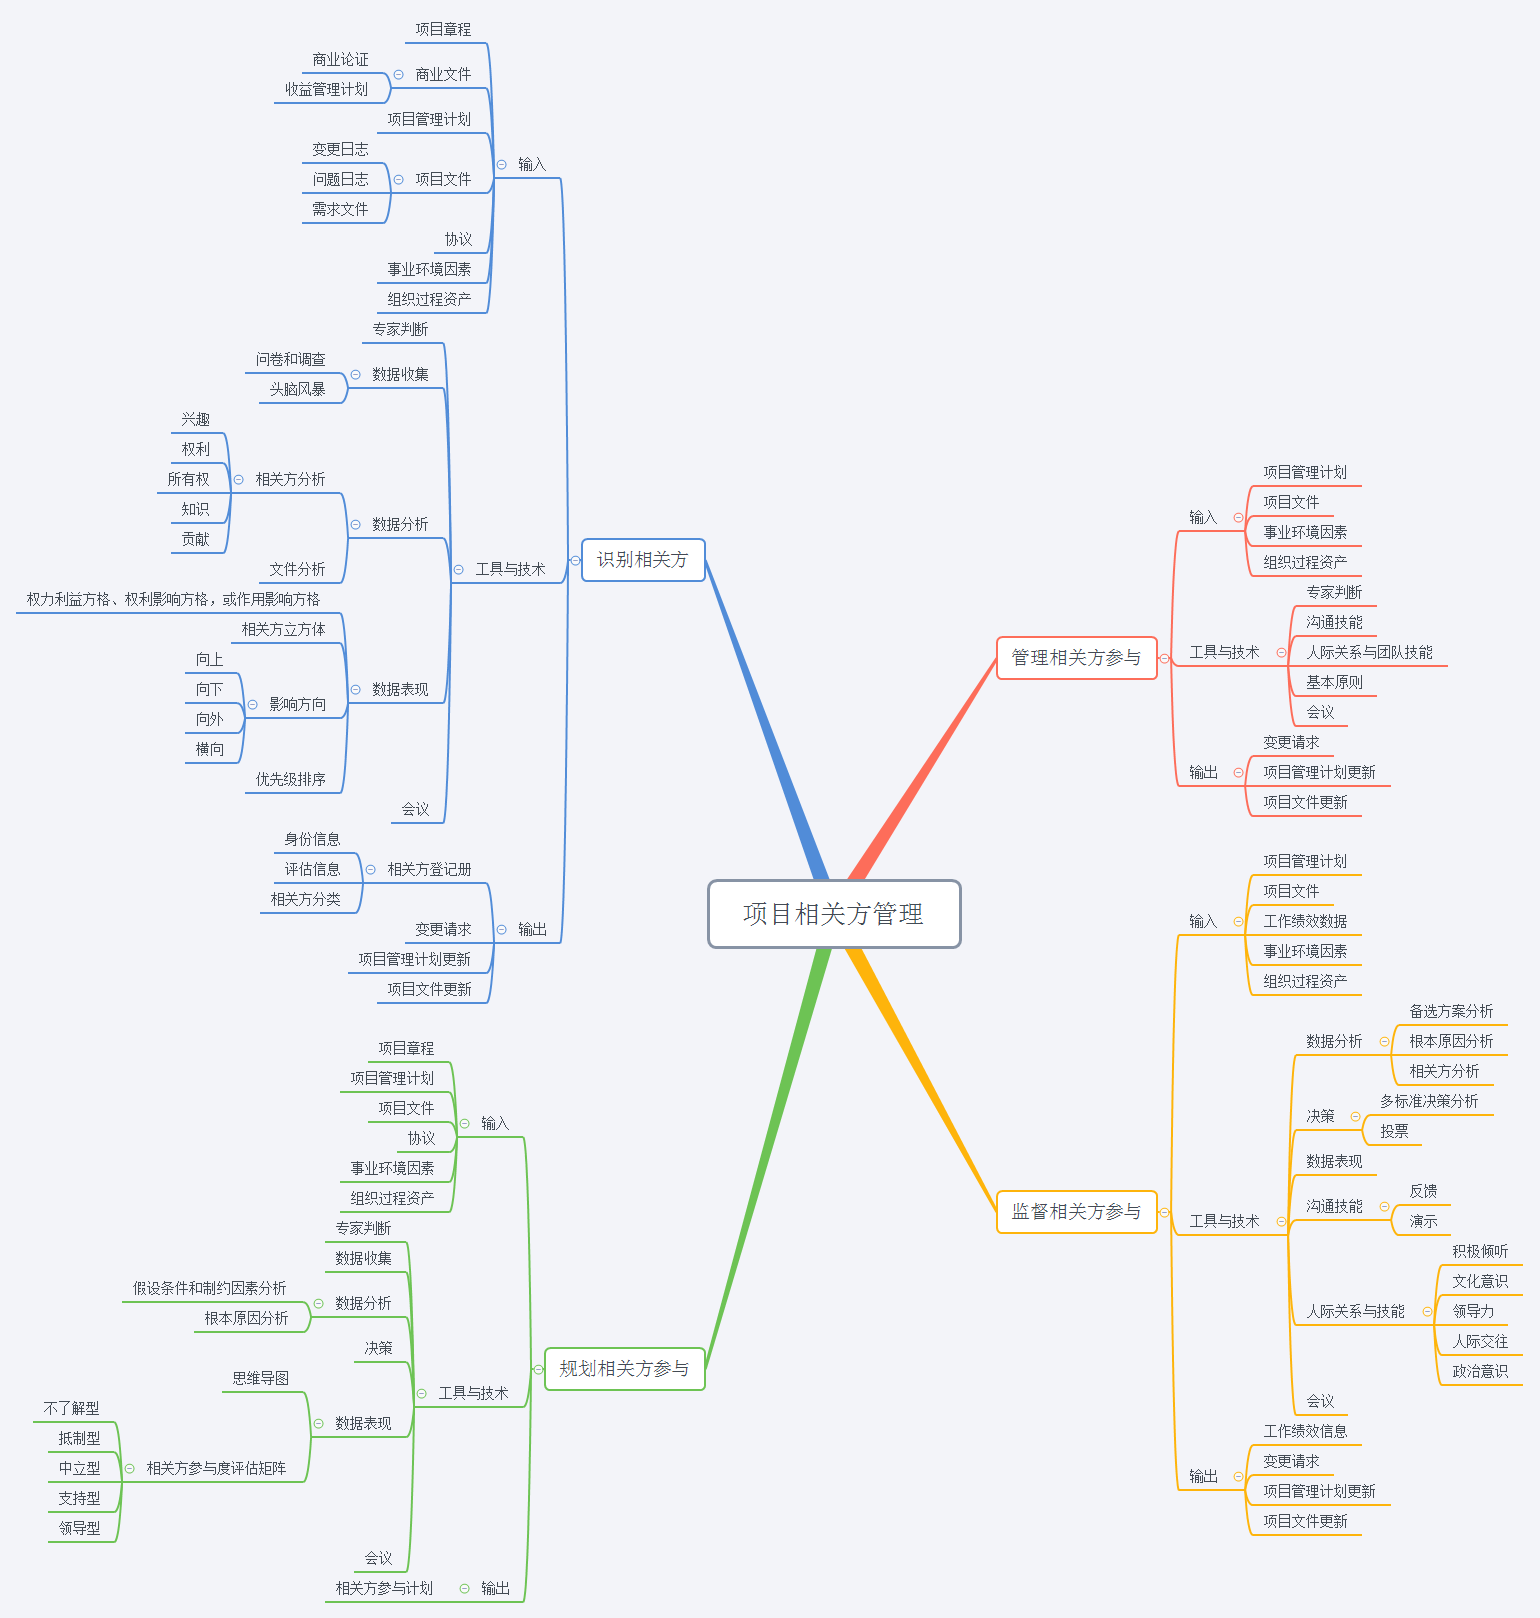 项目相关方管理
识别相关方
输入
项目章程
商业文件
商业论证
收益管理计划
项目管理计划
项目文件
变更日志
问题日志
需求文件
协议
事业环境因素
组织过程资产
工具与技术
专家判断
数据收集
问卷和调查
头脑风暴
数据分析
相关方分析
兴趣
权利
所有权
知识
贡献
文件分析
数据表现
权力利益方格、权利影响方格，或作用影响方格
相关方立方体
影响方向
向上
向下
向外
横向
优先级排序
会议
输出
相关方登记册
身份信息
评估信息
相关方分类
变更请求
项目管理计划更新
项目文件更新
规划相关方参与
输入
项目章程
项目管理计划
项目文件
协议
事业环境因素
组织过程资产
工具与技术
专家判断
数据收集
数据分析
假设条件和制约因素分析
根本原因分析
决策
数据表现
思维导图
相关方参与度评估矩阵
不了解型
抵制型
中立型
支持型
领导型
会议
输出
相关方参与计划
管理相关方参与
输入
项目管理计划
项目文件
事业环境因素
组织过程资产
工具与技术
专家判断
沟通技能
人际关系与团队技能
基本原则
会议
输出
变更请求
项目管理计划更新
项目文件更新
监督相关方参与
输入
项目管理计划
项目文件
工作绩效数据
事业环境因素
组织过程资产
工具与技术
数据分析
备选方案分析
根本原因分析
相关方分析
决策
多标准决策分析
投票
数据表现
沟通技能
反馈
演示
人际关系与技能
积极倾听
文化意识
领导力
人际交往
政治意识
会议
输出
工作绩效信息
变更请求
项目管理计划更新
项目文件更新